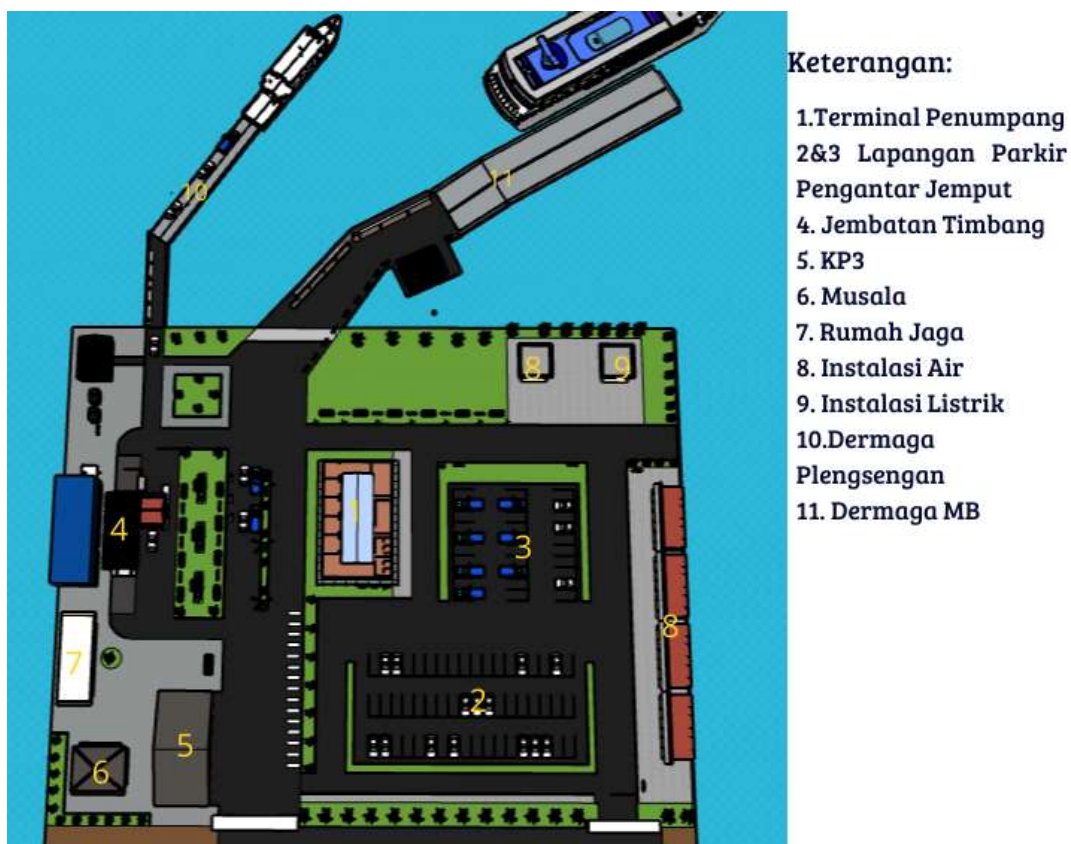 Keterangan:
1.Terminal Penumpang
2&3 Lapangan Parkir
Pengantar Jemput
4. Jembatan Timbang
5. KP3
6. Musala
7. Rumah Jaga
8. Instalasi Air
9. Instalasi Listrik
10.Dermaga
Plengsengan
11. Dermaga MB
10
11
8
9
1
4
3
8
7
2
5
6